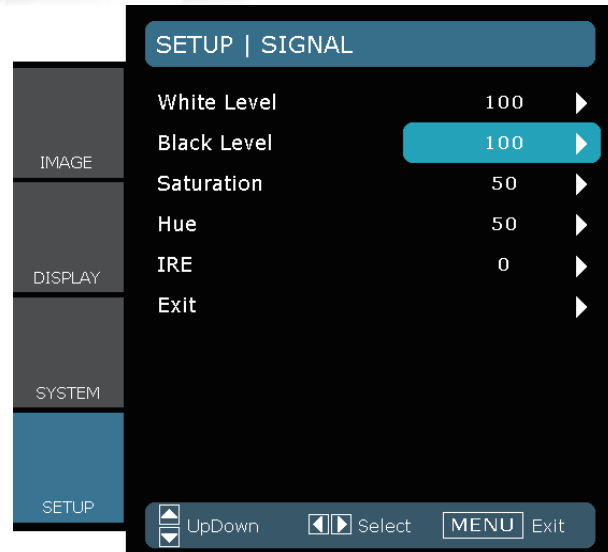 SETUP | SIGNAL
White Level 100
Black Level 100
Saturation 50
Hue 50
IRE 0
Exit
IMAGE
DISPLAY
SYSTEM
SETUP
UpDown Select MENU Exit